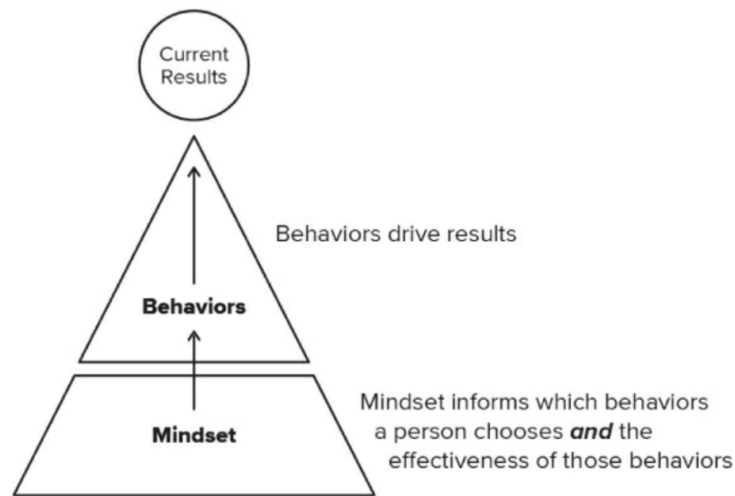 Current
Results
Behaviors drive results
Behaviors
Mindset informs which behaviors
a person chooses and the
effectiveness of those behaviors
Mindset